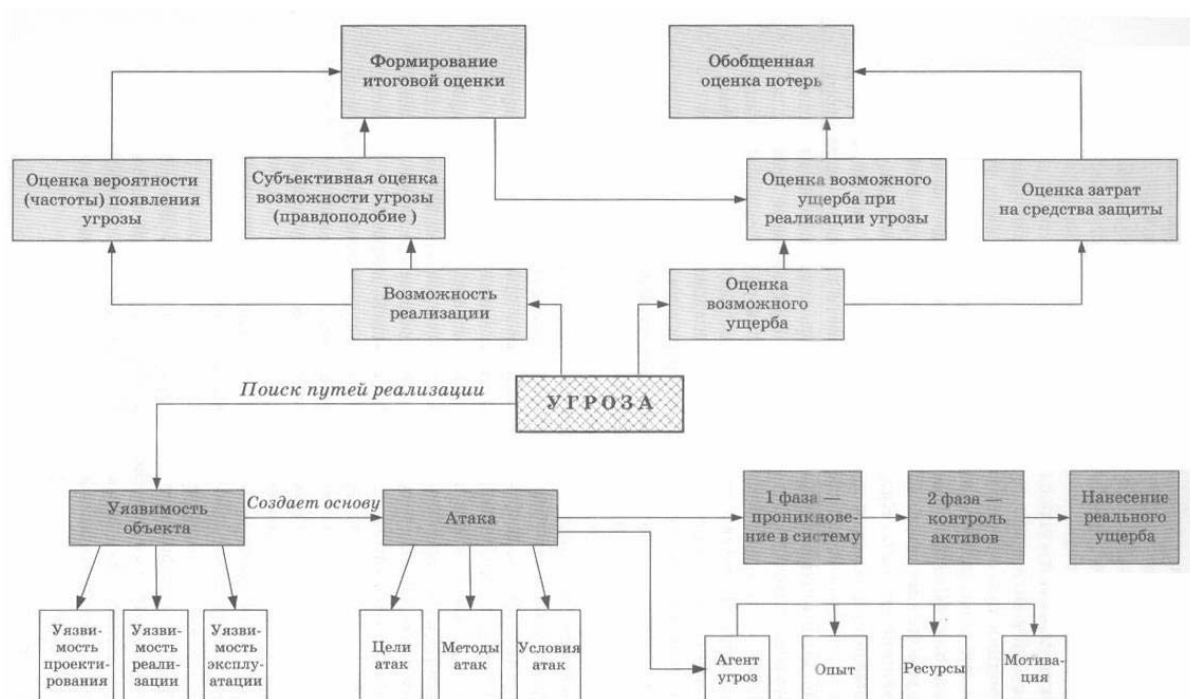 Формирование
итоговой оценки
Обобщенная
оценка потерь
Оценка вероятности
(частоты) появления
угрозы
Субъективная оценка
возможности угрозы
(правдоподобие )
Оценка возможного
ущерба при
реализации угрозы
Оценка затрат
на средства защиты
Возможность
реализации
Оценка
возможного
ущерба
Поиск путей реализации
УГРОЗА
Уязвимость
объекта
Создает основу
Атака
1 фаза —
проникнове-
ние в систему
2 фаза —
контроль
активов
Нанесение
реального
ущерба
Уязви-
мость
проекти-
рования
Уязви-
мость
реали-
зации
Уязви-
мость
эксплу-
атации
Цели
атак
Методы
атак
Условия
атак
Агент
угроз
Опыт
Ресурсы
Мотива-
ция